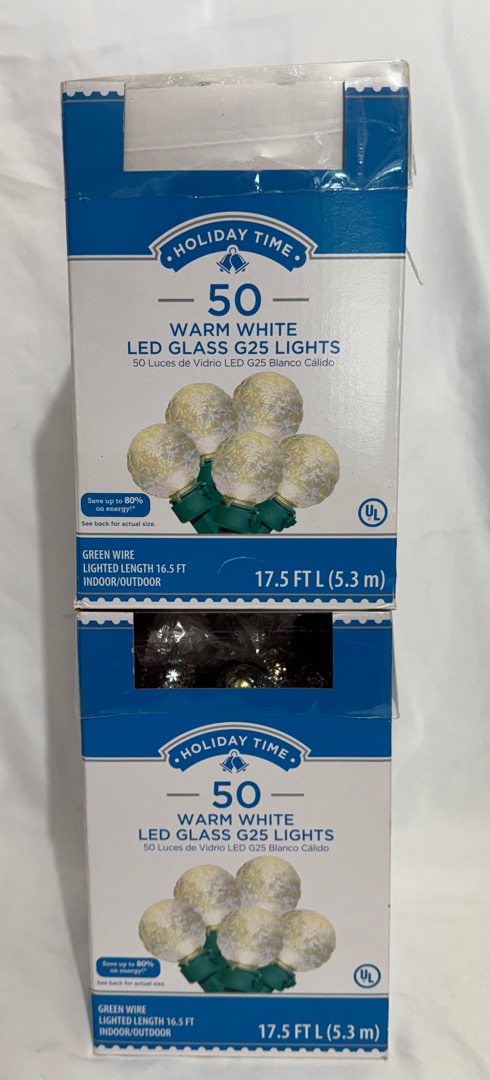 HOLIDAY TIME
50
WARM WHITE
LED GLASS G25 LIGHTS
50 Luces de Vidrio LED G25 Blanco Cálido
Save up to 80%
on energy!*
See back for actual size.
UL
GREEN WIRE
LIGHTED LENGTH 16.5 FT
INDOOR/OUTDOOR
17.5 FT L (5.3 m)
HOLIDAY TIME
50
WARM WHITE
LED GLASS G25 LIGHTS
50 Luces de Vidrio LED G25 Blanco Cálido
Save up to 80%
on energy!*
See back for actual size.
UL
GREEN WIRE
LIGHTED LENGTH 16.5 FT
INDOOR/OUTDOOR
17.5 FT L (5.3 m)